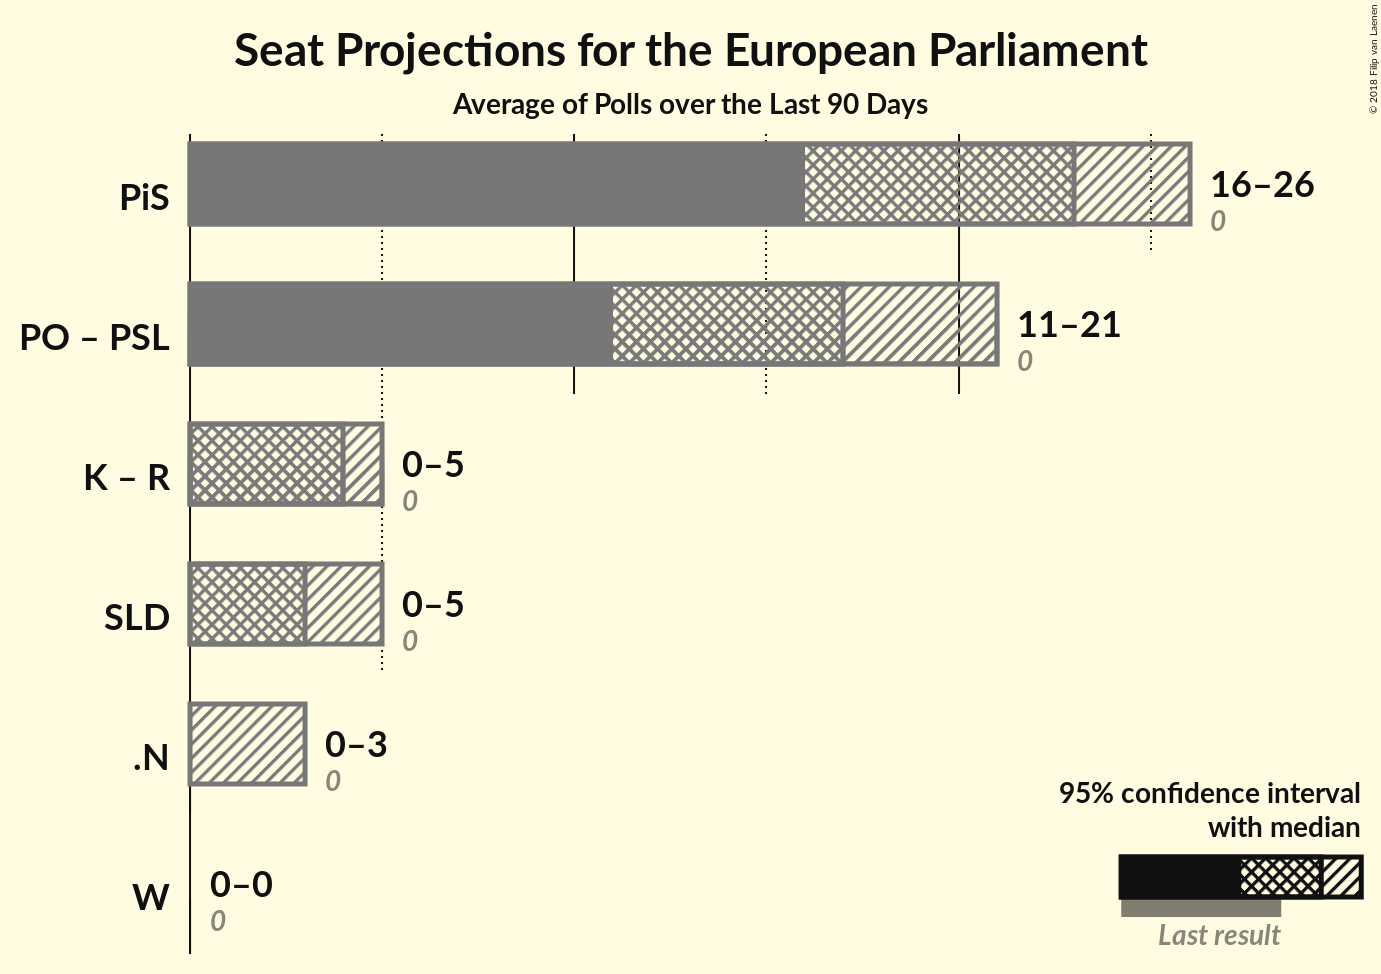 Seat Projections for the European Parliament
Average of Polls over the Last 90 Days
© 2018 Filip van Laenen
PiS
16–26
0
PO – PSL
11–21
0
K – R
0–5
0
SLD
0–5
0
.N
0–3
0
W
0–0
0
95% confidence interval
with median
Last result